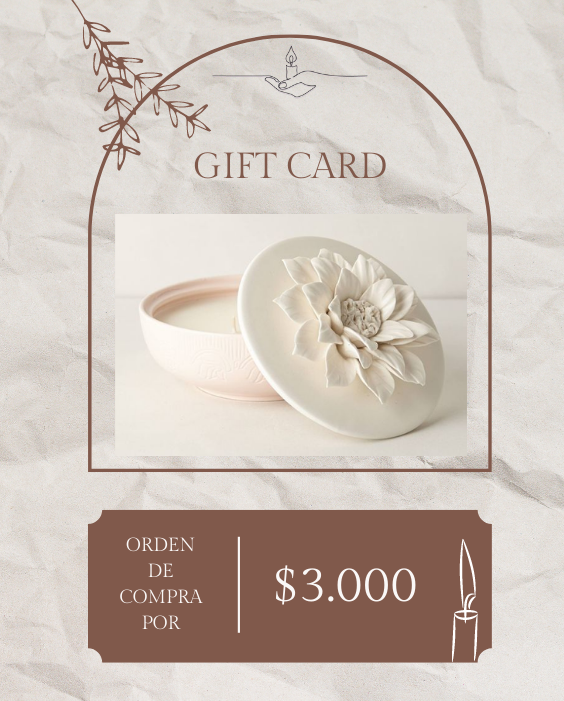 GIFT CARD
ORDEN
DE
COMPRA
POR
$3.000